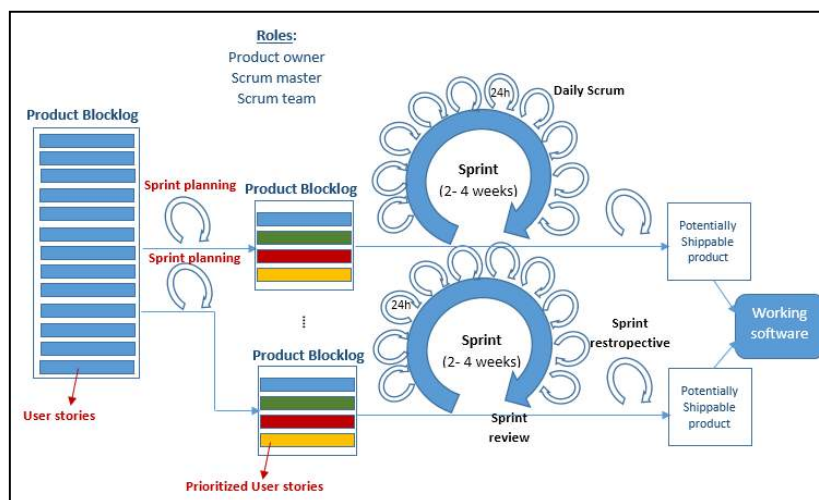 Roles:
Product owner
Scrum master
Scrum team
Product Blocklog
24h
Daily Scrum
Sprint planning
Product Blocklog
Sprint
(2- 4 weeks)
Potentially
Shippable
product
Sprint planning
24h
Working
software
...
Product Blocklog
Sprint
(2- 4 weeks)
Sprint
restropective
Potentially
Shippable
product
User stories
Sprint
review
Prioritized User stories